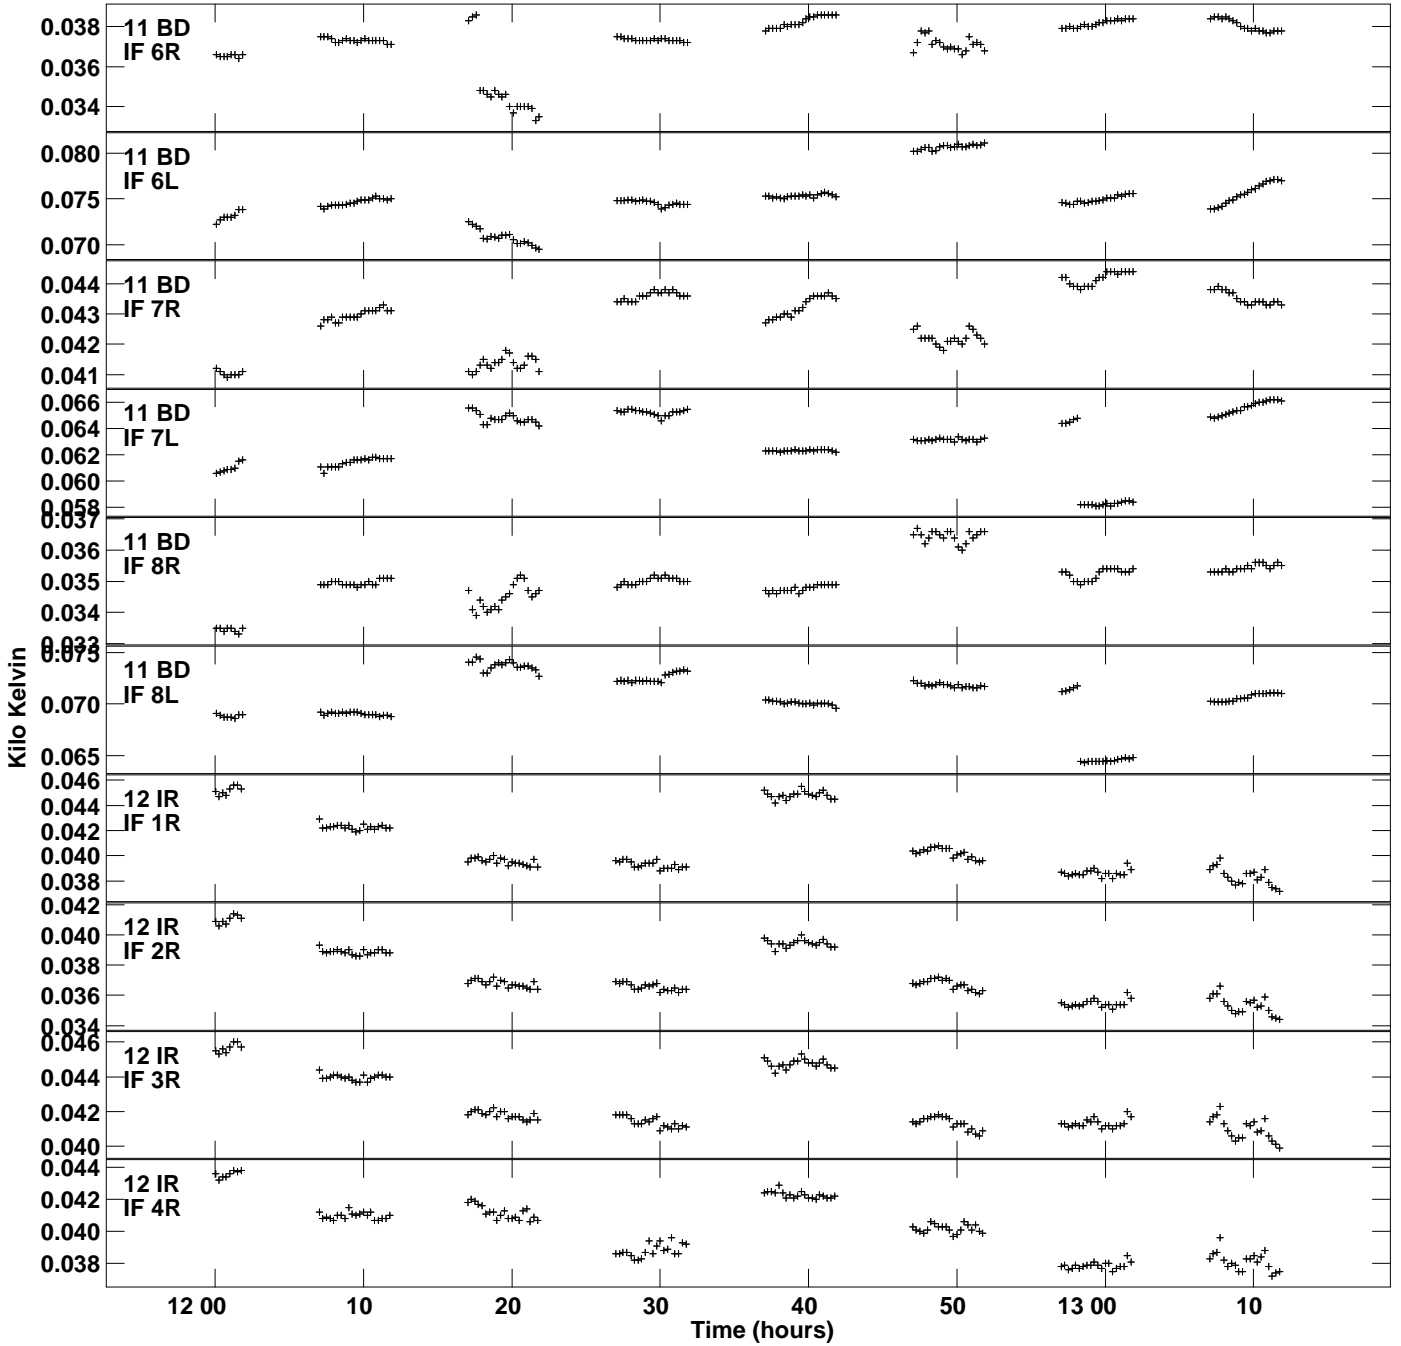 11 BD
IF 6R
0.038
0.036
0.034
11 BD
IF 6L
0.080
0.075
0.070
11 BD
IF 7R
0.044
0.043
0.042
0.041
11 BD
IF 7L
0.066
0.064
0.062
0.060
0.058
11 BD
IF 8R
0.037
0.036
0.035
0.034
0.033
11 BD
IF 8L
0.075
0.070
0.065
12 IR
IF 1R
0.046
0.044
0.042
0.040
0.038
12 IR
IF 2R
0.042
0.040
0.038
0.036
0.034
12 IR
IF 3R
0.046
0.044
0.042
0.040
12 IR
IF 4R
0.044
0.042
0.040
0.038
Kilo Kelvin
12 00 10 20 30 40 50 13 00 10
Time (hours)